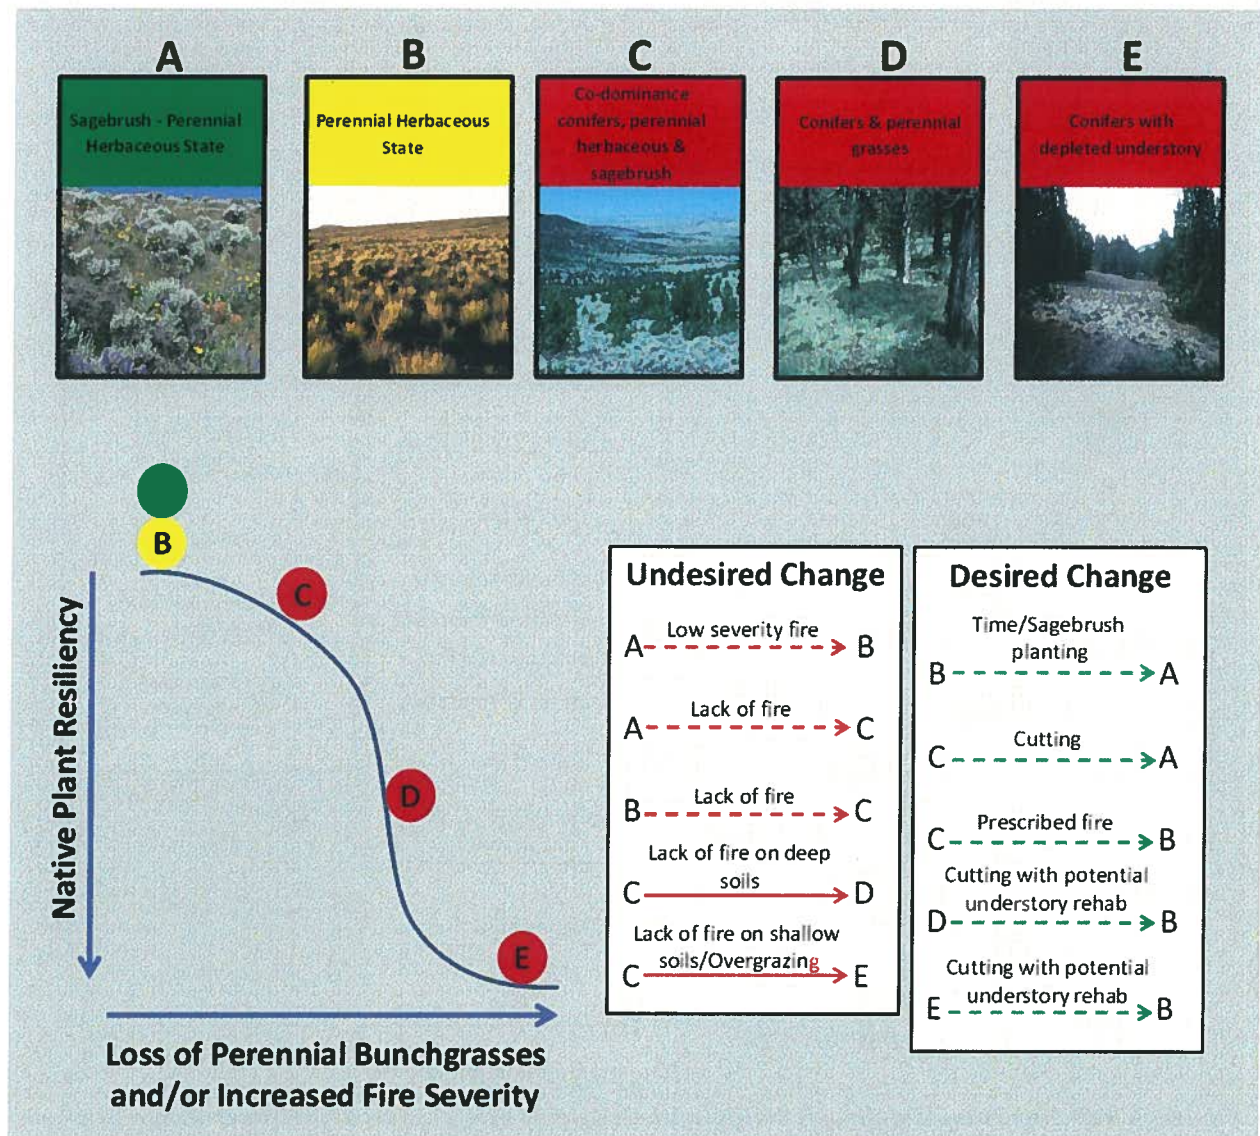 A
B
C
D
E
Sagebrush - Perennial
Herbaceous State
Perennial Herbaceous
State
Co-dominance
conifers, perennial
herbaceous &
sagebrush
Conifers & perennial
grasses
Conifers with
depleted understory
B
C
D
E
Native Plant Resiliency
Loss of Perennial Bunchgrasses
and/or Increased Fire Severity
Undesired Change
Low severity fire
A B
Lack of fire
A C
Lack of fire
B C
Lack of fire on deep
soils
C D
Lack of fire on shallow
soils/Overgrazing
C E
Desired Change
Time/Sagebrush
planting
B A
Cutting
C A
Prescribed fire
C B
Cutting with potential
understory rehab
D B
Cutting with potential
understory rehab
E B